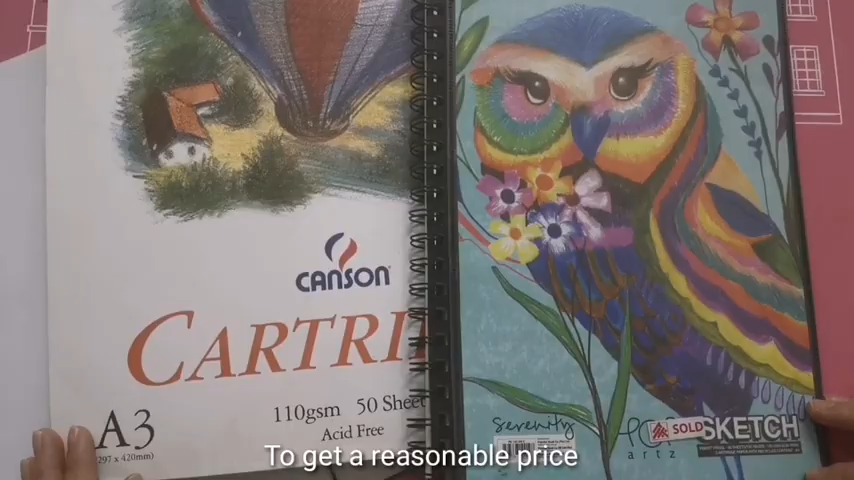 CANSON
CARTRI
110gsm 50 Sheet
Acid Free
A3
(297 x 420mm)
serenity
artz
SOLD
SKETCH
To get a reasonable price